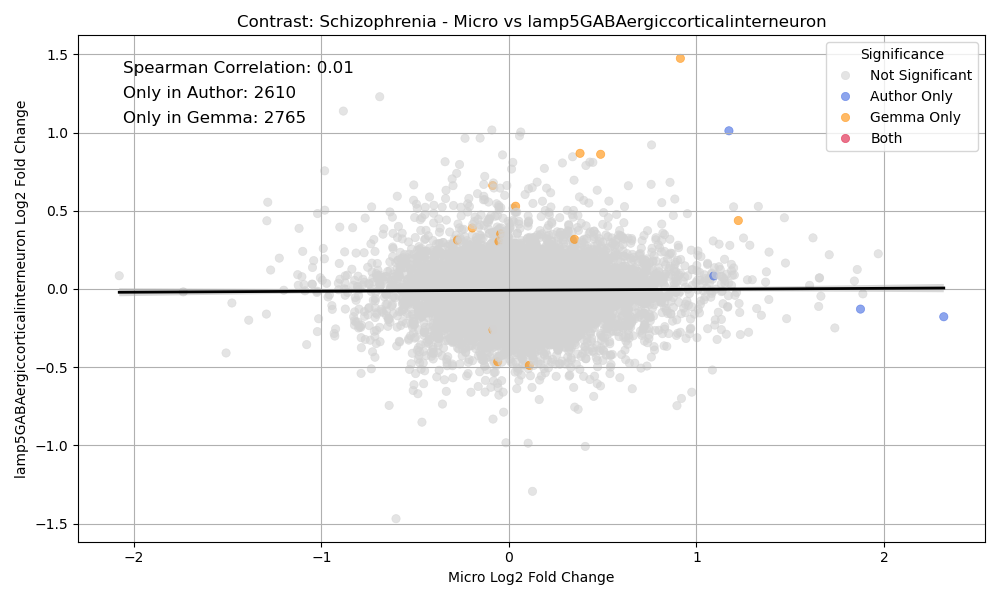 Contrast: Schizophrenia - Micro vs lamp5GABAergiccorticalinterneuron
Spearman Correlation: 0.01
Only in Author: 2610
Only in Gemma: 2765
Significance
Not Significant
Author Only
Gemma Only
Both
lamp5GABAergiccorticalinterneuron Log2 Fold Change
1.5
1.0
0.5
0.0
−0.5
−1.0
−1.5
−2 −1 0 1 2
Micro Log2 Fold Change